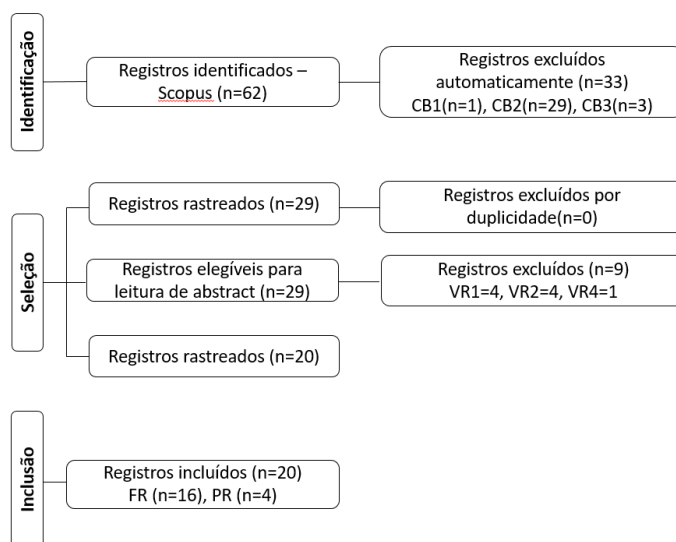 Identificação
Registros identificados –
Scopus (n=62)
Registros excluídos
automaticamente (n=33)
CB1(n=1), CB2(n=29), CB3(n=3)
Seleção
Registros rastreados (n=29)
Registros excluídos por
duplicidade(n=0)
Registros elegíveis para
leitura de abstract (n=29)
Registros excluídos (n=9)
VR1=4, VR2=4, VR4=1
Registros rastreados (n=20)
Inclusão
Registros incluídos (n=20)
FR (n=16), PR (n=4)